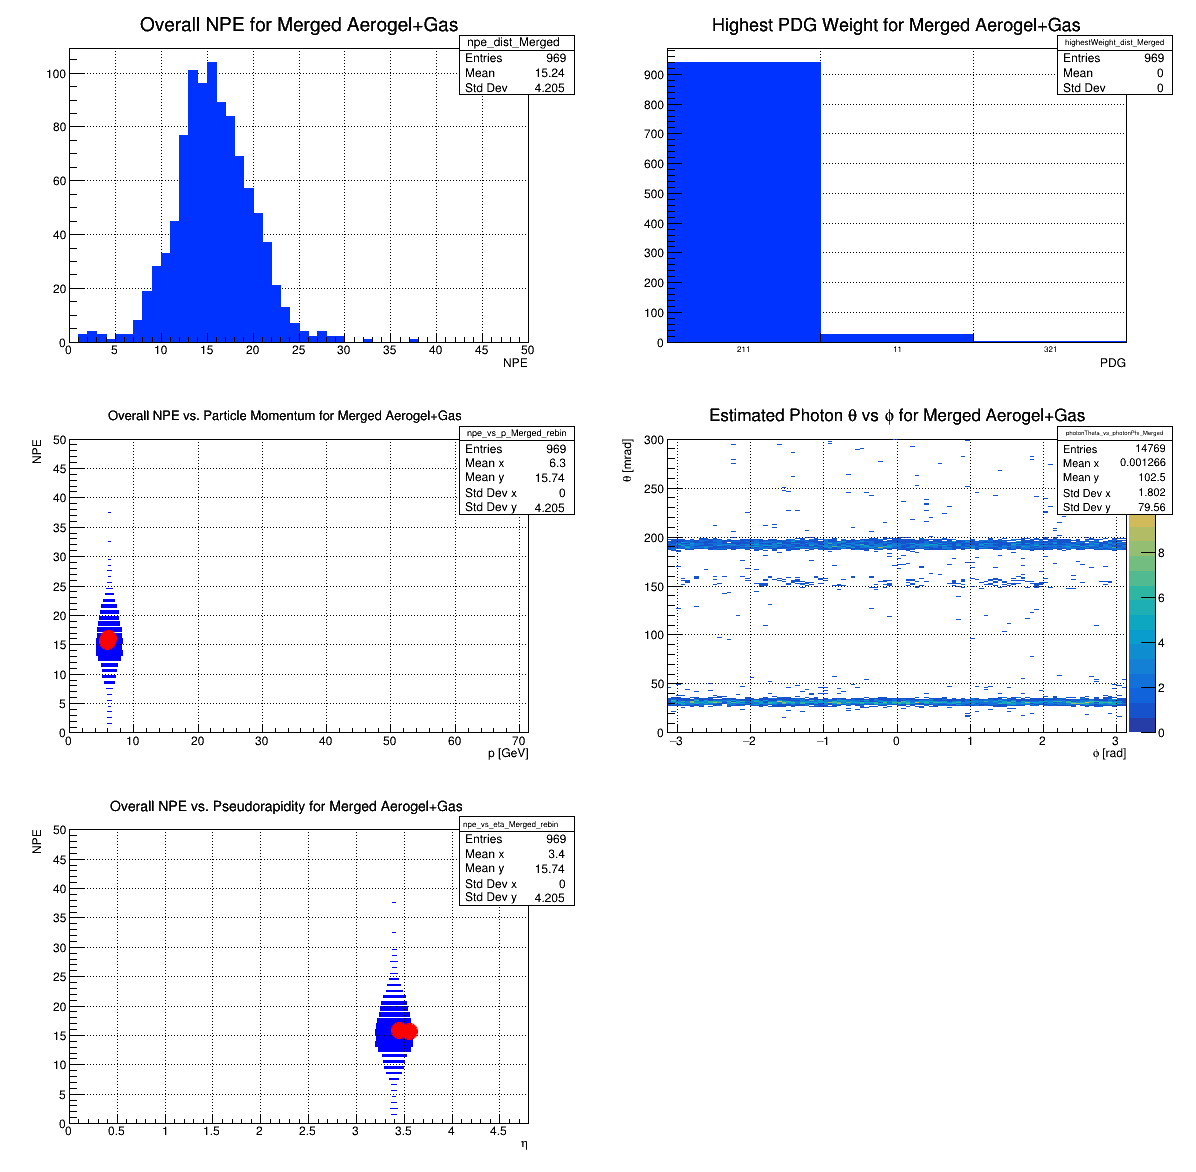 Overall NPE for Merged Aerogel+Gas
npe_dist_Merged
Entries 969
Mean 15.24
Std Dev 4.205
100
80
60
40
20
0
0 5 10 15 20 25 30 35 40 45 50
NPE
Highest PDG Weight for Merged Aerogel+Gas
highestWeight_dist_Merged
Entries 969
Mean 0
Std Dev 0
900
800
700
600
500
400
300
200
100
0
211 11 321
PDG
Overall NPE vs. Particle Momentum for Merged Aerogel+Gas
npe_vs_p_Merged_rebin
Entries 969
Mean x 6.3
Mean y 15.74
Std Dev x 0
Std Dev y 4.205
NPE
50
45
40
35
30
25
20
15
10
5
0
0 10 20 30 40 50 60 70
p [GeV]
Estimated Photon θ vs ϕ for Merged Aerogel+Gas
photonTheta_vs_photonPhi_Merged
Entries 14769
Mean x 0.001266
Mean y 102.5
Std Dev x 1.802
Std Dev y 79.56
θ [mrad]
300
250
200
150
100
50
0
−3 −2 −1 0 1 2 3
ϕ [rad]
8
6
4
2
0
Overall NPE vs. Pseudorapidity for Merged Aerogel+Gas
npe_vs_eta_Merged_rebin
Entries 969
Mean x 3.4
Mean y 15.74
Std Dev x 0
Std Dev y 4.205
NPE
50
45
40
35
30
25
20
15
10
5
0
0 0.5 1 1.5 2 2.5 3 3.5 4 4.5
η